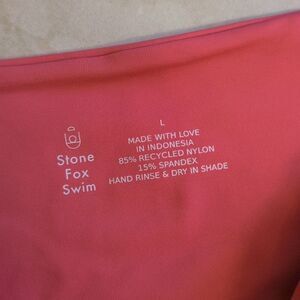 Stone
Fox
Swim
L
MADE WITH LOVE
IN INDONESIA
85% RECYCLED NYLON
15% SPANDEX
HAND RINSE & DRY IN SHADE